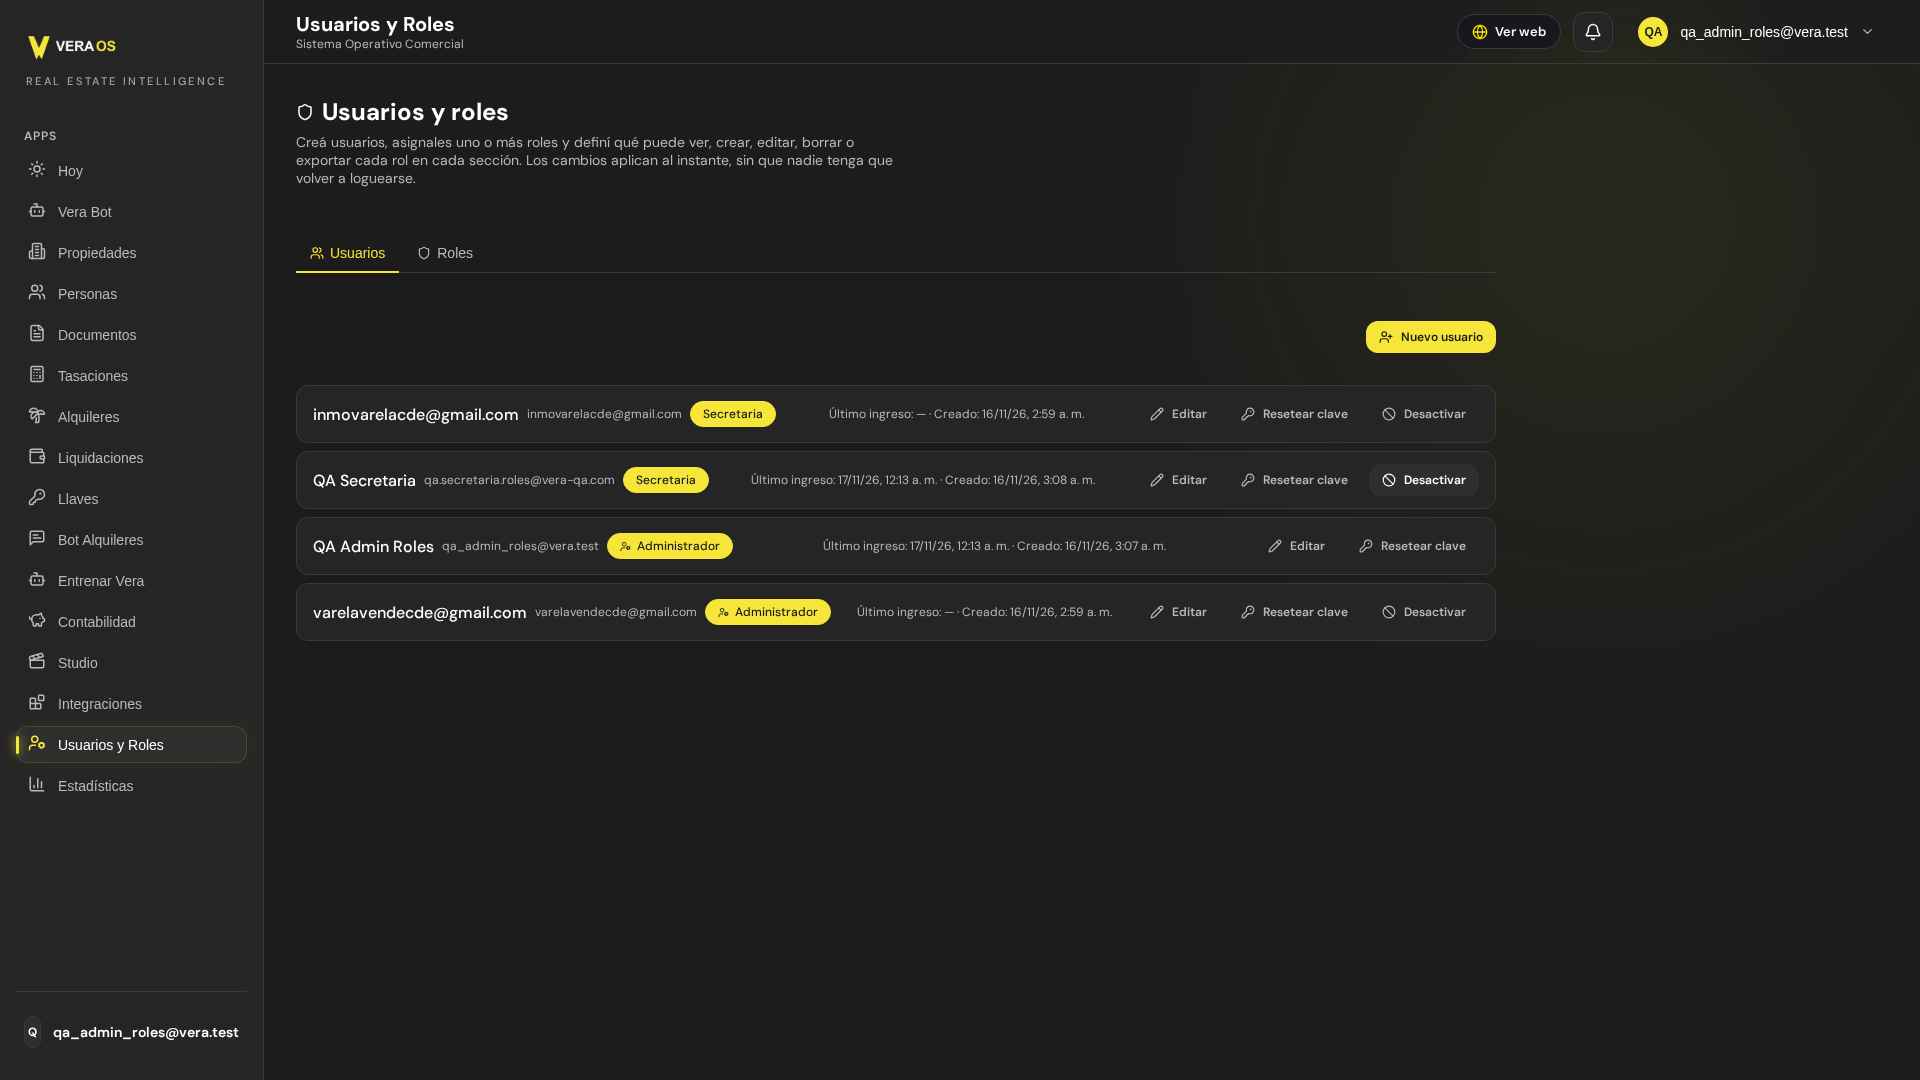 VERA OS
REAL ESTATE INTELLIGENCE
APPS
Hoy
Vera Bot
Propiedades
Personas
Documentos
Tasaciones
Alquileres
Liquidaciones
Llaves
Bot Alquileres
Entrenar Vera
Contabilidad
Studio
Integraciones
Usuarios y Roles
Estadísticas
Q qa_admin_roles@vera.test
Usuarios y Roles
Sistema Operativo Comercial
Ver web
QA qa_admin_roles@vera.test
Usuarios y roles
Creá usuarios, asignales uno o más roles y definí qué puede ver, crear, editar, borrar o
exportar cada rol en cada sección. Los cambios aplican al instante, sin que nadie tenga que
volver a loguearse.
Usuarios Roles
Nuevo usuario
inmovarelacde@gmail.com inmovarelacde@gmail.com Secretaria Último ingreso: — · Creado: 16/11/26, 2:59 a. m. Editar Resetear clave Desactivar
QA Secretaria qa.secretaria.roles@vera-qa.com Secretaria Último ingreso: 17/11/26, 12:13 a. m. · Creado: 16/11/26, 3:08 a. m. Editar Resetear clave Desactivar
QA Admin Roles qa_admin_roles@vera.test Administrador Último ingreso: 17/11/26, 12:13 a. m. · Creado: 16/11/26, 3:07 a. m. Editar Resetear clave
varelavendecde@gmail.com varelavendecde@gmail.com Administrador Último ingreso: — · Creado: 16/11/26, 2:59 a. m. Editar Resetear clave Desactivar